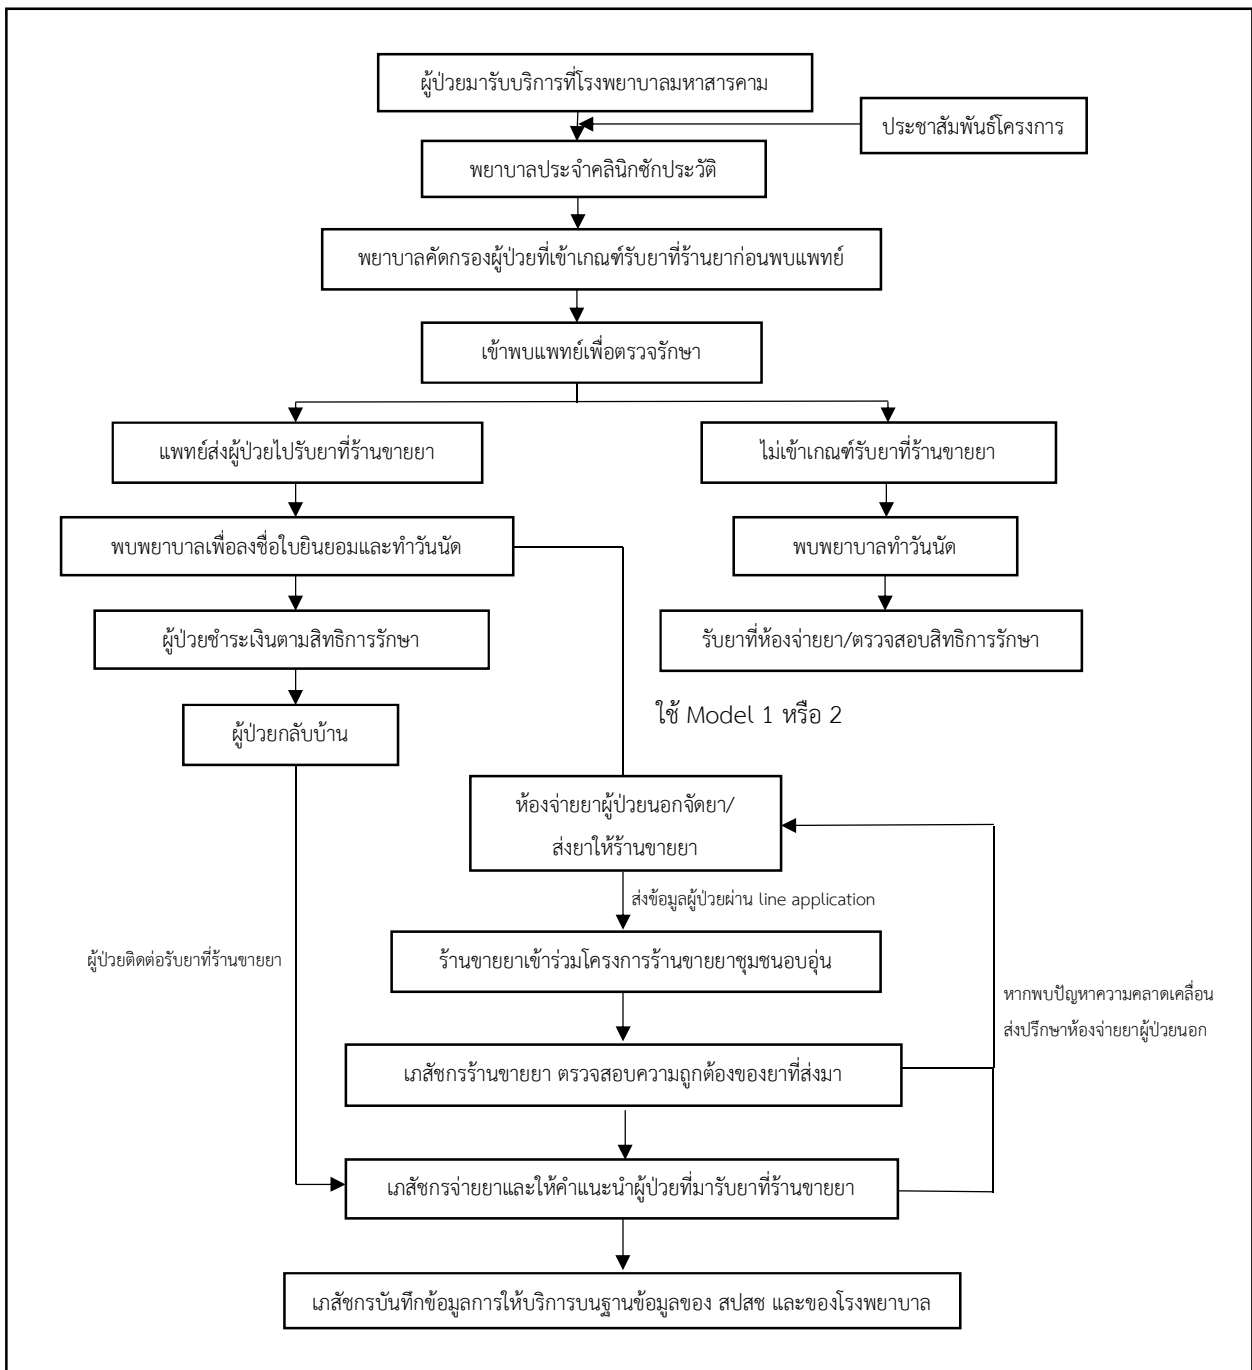 ผู้ป่วยมารับบริการที่โรงพยาบาลมหาสารคาม
ประชาสัมพันธ์โครงการ
พยาบาลประจำคลินิกซักประวัติ
พยาบาลคัดกรองผู้ป่วยที่เข้าเกณฑ์รับยาที่ร้านยาก่อนพบแพทย์
เข้าพบแพทย์เพื่อตรวจรักษา
แพทย์ส่งผู้ป่วยไปรับยาที่ร้านขายยา
ไม่เข้าเกณฑ์รับยาที่ร้านขายยา
พบพยาบาลเพื่อลงชื่อใบยินยอมและทำวันนัด
พบพยาบาลทำวันนัด
ผู้ป่วยชำระเงินตามสิทธิการรักษา
รับยาที่ห้องจ่ายยา/ตรวจสอบสิทธิการรักษา
ใช้ Model 1 หรือ 2
ผู้ป่วยกลับบ้าน
ห้องจ่ายยาผู้ป่วยนอกจัดยา/
ส่งยาให้ร้านขายยา
ส่งข้อมูลผู้ป่วยผ่าน line application
ผู้ป่วยติดต่อรับยาที่ร้านขายยา
ร้านขายยาเข้าร่วมโครงการร้านขายยาชุมชนอบอุ่น
หากพบปัญหาความคลาดเคลื่อน
ส่งปรึกษาห้องจ่ายยาผู้ป่วยนอก
เภสัชกรร้านขายยา ตรวจสอบความถูกต้องของยาที่ส่งมา
เภสัชกรจ่ายยาและให้คำแนะนำผู้ป่วยที่มารับยาที่ร้านขายยา
เภสัชกรบันทึกข้อมูลการให้บริการบนฐานข้อมูลของ สปสช และของโรงพยาบาล